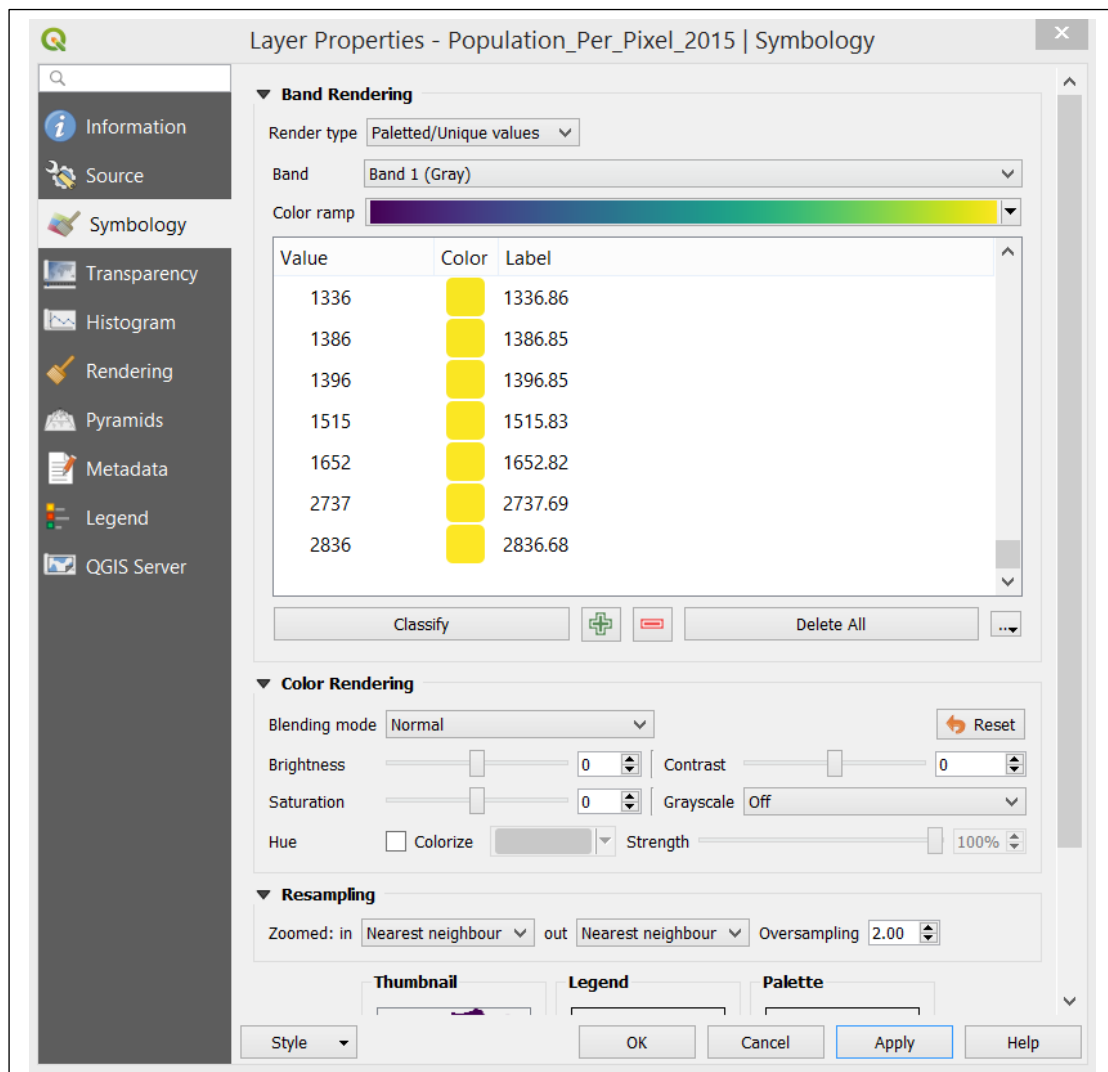 Layer Properties - Population_Per_Pixel_2015 | Symbology
Information
Source
Symbology
Transparency
Histogram
Rendering
Pyramids
Metadata
Legend
QGIS Server
Band Rendering
Render type Paletted/Unique values
Band Band 1 (Gray)
Color ramp
Value Color Label
1336 1336.86
1386 1386.85
1396 1396.85
1515 1515.83
1652 1652.82
2737 2737.69
2836 2836.68
Classify Delete All ...
Color Rendering
Blending mode Normal Reset
Brightness 0 Contrast 0
Saturation 0 Grayscale Off
Hue Colorize Strength 100%
Resampling
Zoomed: in Nearest neighbour out Nearest neighbour Oversampling 2.00
Thumbnail Legend Palette
Style OK Cancel Apply Help